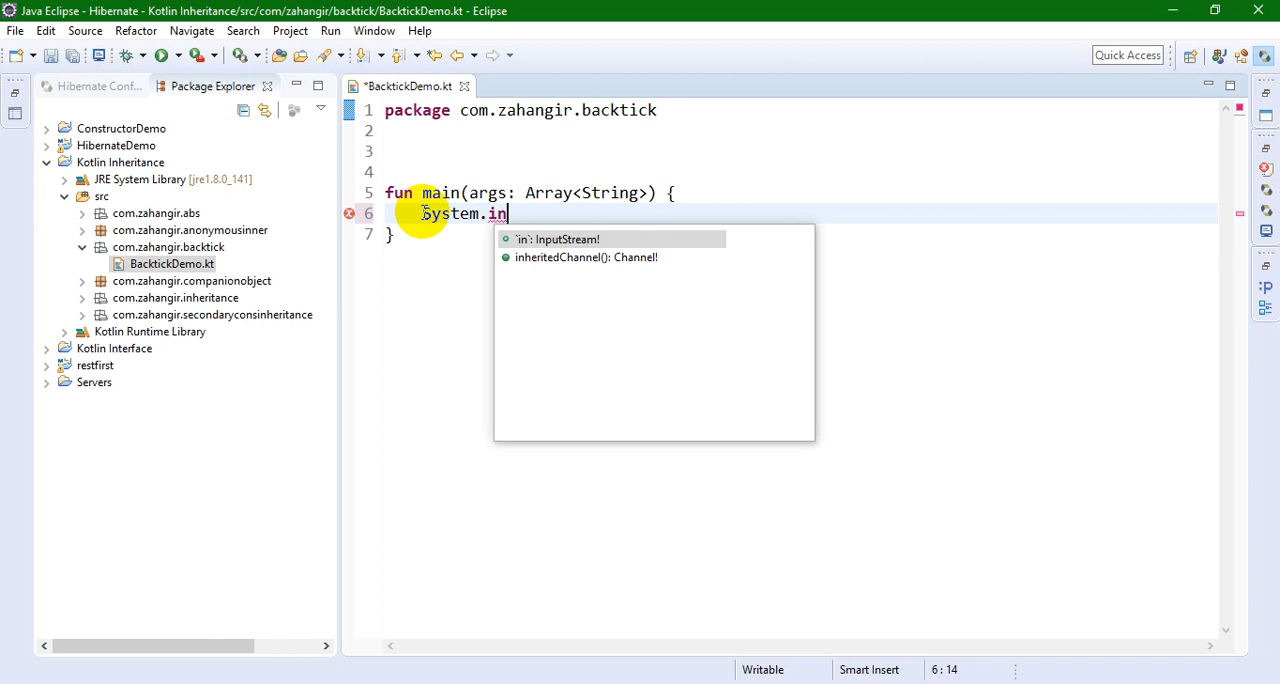 Java Eclipse - Hibernate - Kotlin Inheritance/src/com/zahangir/backtick/BacktickDemo.kt - Eclipse
File Edit Source Refactor Navigate Search Project Run Window Help
Quick Access
Hibernate Conf... Package Explorer
*BacktickDemo.kt
ConstructorDemo
HibernateDemo
Kotlin Inheritance
JRE System Library [jre1.8.0_141]
src
com.zahangir.abs
com.zahangir.anonymousinner
com.zahangir.backtick
BacktickDemo.kt
com.zahangir.companionobject
com.zahangir.inheritance
com.zahangir.secondaryconsinheritance
Kotlin Runtime Library
Kotlin Interface
restfirst
Servers
1 package com.zahangir.backtick
2
3
4
5 fun main(args: Array<String>) {
6 System.in
7 }
`in`: InputStream!
inheritedChannel(): Channel!
Writable Smart Insert 6 : 14